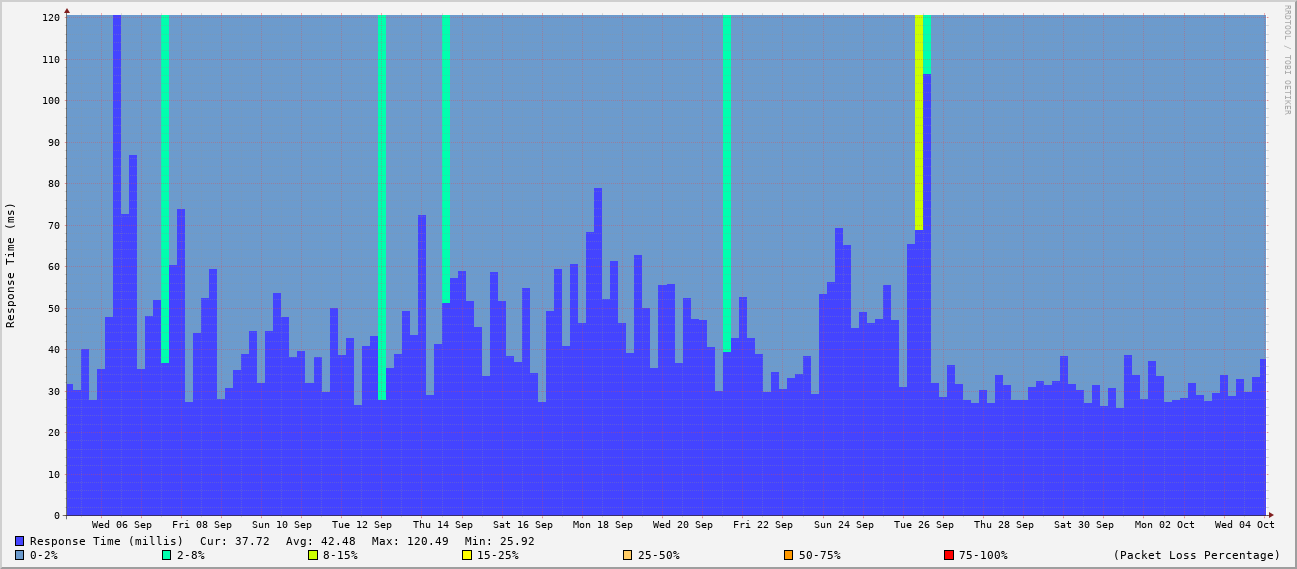 RRDTOOL / TOBI OETIKER
Response Time (ms)
120
110
100
90
80
70
60
50
40
30
20
10
0
Wed 06 Sep Fri 08 Sep Sun 10 Sep Tue 12 Sep Thu 14 Sep Sat 16 Sep Mon 18 Sep Wed 20 Sep Fri 22 Sep Sun 24 Sep Tue 26 Sep Thu 28 Sep Sat 30 Sep Mon 02 Oct Wed 04 Oct
Response Time (millis) Cur: 37.72 Avg: 42.48 Max: 120.49 Min: 25.92
0-2% 2-8% 8-15% 15-25% 25-50% 50-75% 75-100% (Packet Loss Percentage)